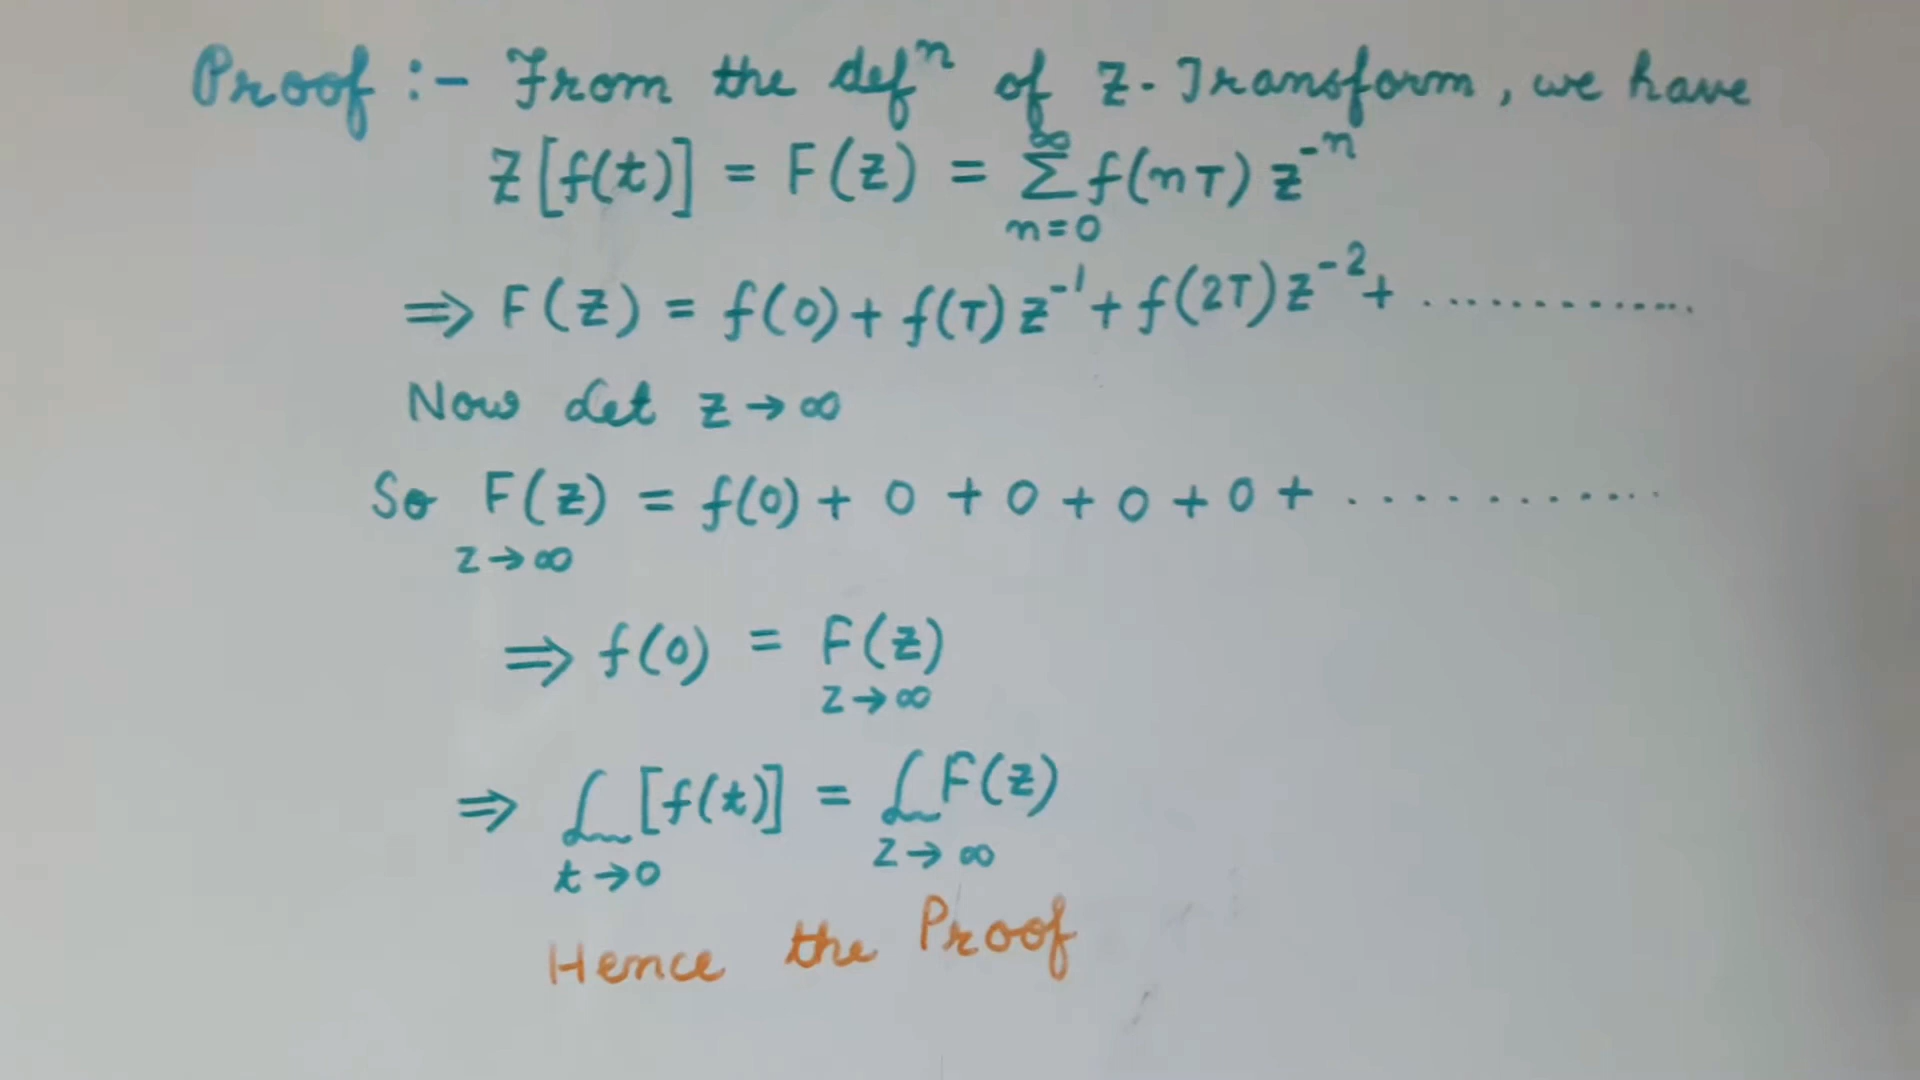 Proof :- From the defⁿ of Z-Transform, we have
Z[f(t)] = F(z) = ∞ Σ n=0 f(nT) z⁻ⁿ
⇒ F(z) = f(0) + f(T) z⁻¹ + f(2T) z⁻² + .............
Now Let z → ∞
So F(z) = f(0) + 0 + 0 + 0 + 0 + ............
z → ∞
⇒ f(0) = F(z)
z → ∞
⇒ Lt [f(t)] = Lt F(z)
t → 0 z → ∞
Hence the Proof